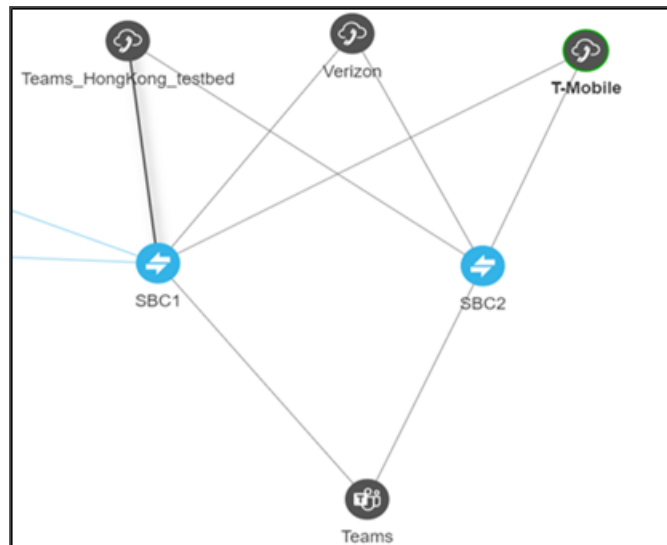 Teams_HongKong_testbed
Verizon
T-Mobile
SBC1
SBC2
T
Teams